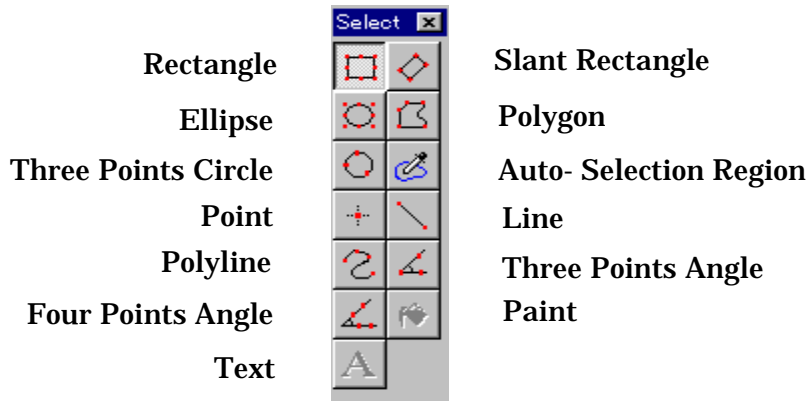 Select
Rectangle Slant Rectangle
Ellipse Polygon
Three Points Circle Auto- Selection Region
Point Line
Polyline Three Points Angle
Four Points Angle Paint
Text A